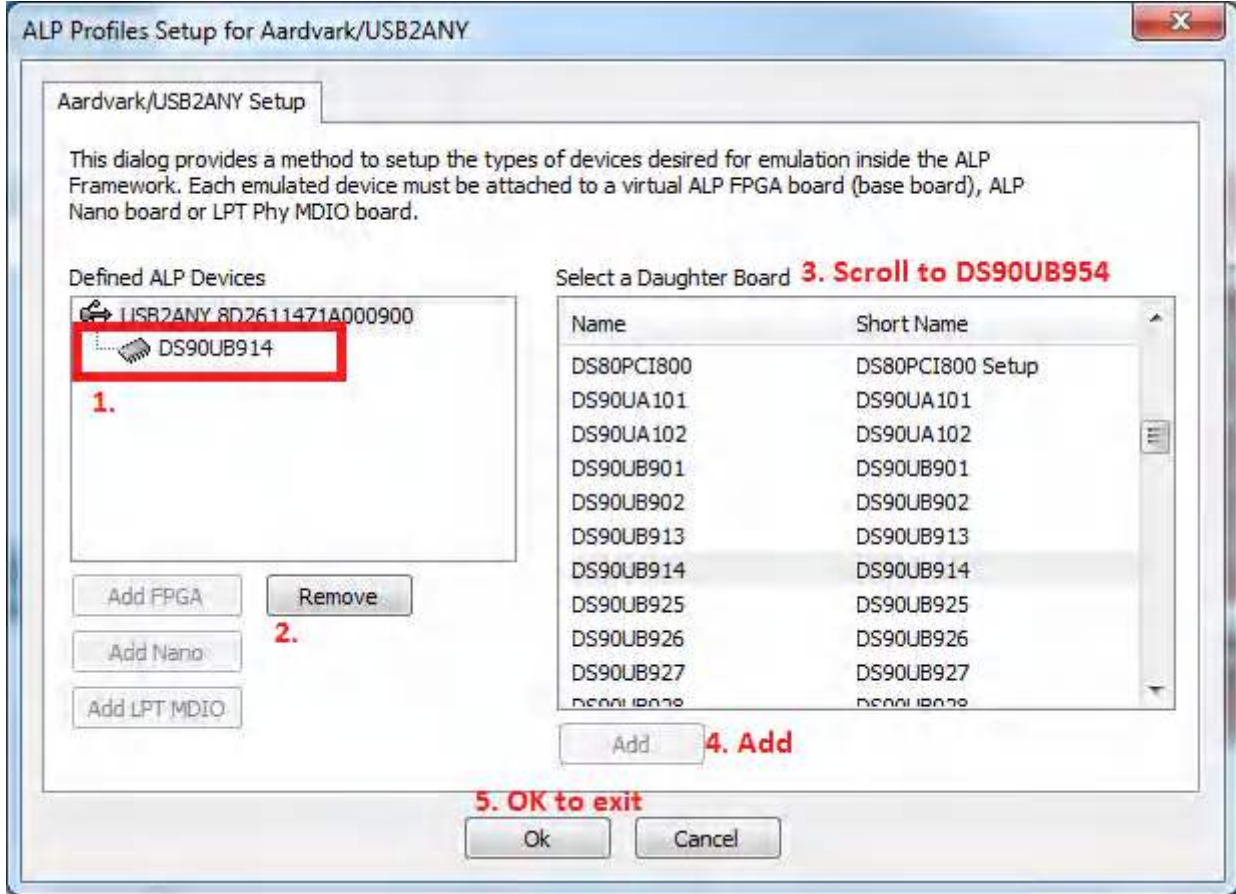 ALP Profiles Setup for Aardvark/USB2ANY
Aardvark/USB2ANY Setup
This dialog provides a method to setup the types of devices desired for emulation inside the ALP
Framework. Each emulated device must be attached to a virtual ALP FPGA board (base board), ALP
Nano board or LPT Phy MDIO board.
Defined ALP Devices
USB2ANY 8D2611471A000900
DS90UB914
1.
Add FPGA
Remove
2.
Add Nano
Add LPT MDIO
Select a Daughter Board 3. Scroll to DS90UB954
Name Short Name
DS80PCI800 DS80PCI800 Setup
DS90UA101 DS90UA101
DS90UA102 DS90UA102
DS90UB901 DS90UB901
DS90UB902 DS90UB902
DS90UB913 DS90UB913
DS90UB914 DS90UB914
DS90UB925 DS90UB925
DS90UB926 DS90UB926
DS90UB927 DS90UB927
DS90UB928 DS90UB928
Add 4. Add
5. OK to exit
Ok Cancel